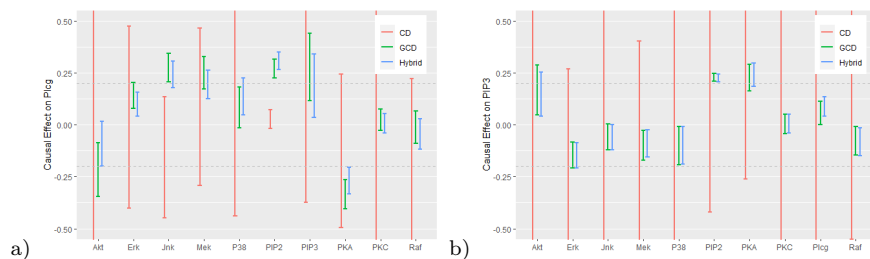 a)
Causal Effect on Plcg
0.50
0.25
0.00
-0.25
-0.50
Akt Erk Jnk Mek P38 PIP2 PIP3 PKA PKC Raf
CD
GCD
Hybrid
b)
Causal Effect on PIP3
0.50
0.25
0.00
-0.25
-0.50
Akt Erk Jnk Mek P38 PIP2 PKA PKC Plcg Raf
CD
GCD
Hybrid